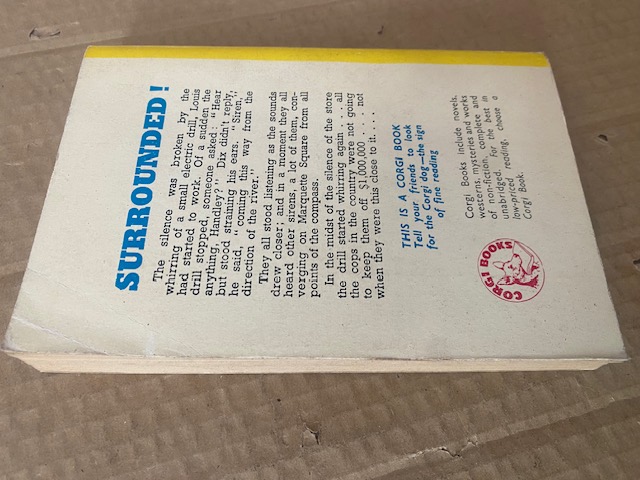 SURROUNDED!
The silence was broken by the
whirring of a small electric drill, Louis
had started to work. Of a sudden the
drill stopped, someone asked: "Hear
anything, Handley?" Dix didn't reply,
but stood straining his ears. "Siren,"
he said, "coming this way from the
direction of the river."
They all stood listening as the sounds
drew closer; and in a moment they all
heard other sirens, a lot of them, con-
verging on Marquette Square from all
points of the compass.
In the midst of the silence of the store
the drill started whirring again . . . all
the cops in the country were not going
to keep them off $1,000,000 . . . not
when they were this close to it. . . .
THIS IS A CORGI BOOK
Tell your friends to look
for the Corgi dog—the sign
of fine reading
Corgi Books include novels,
westerns, mysteries and works
of non-fiction, complete and
unabridged. For the best in
low-priced reading, choose a
Corgi Book.
CORGI BOOKS